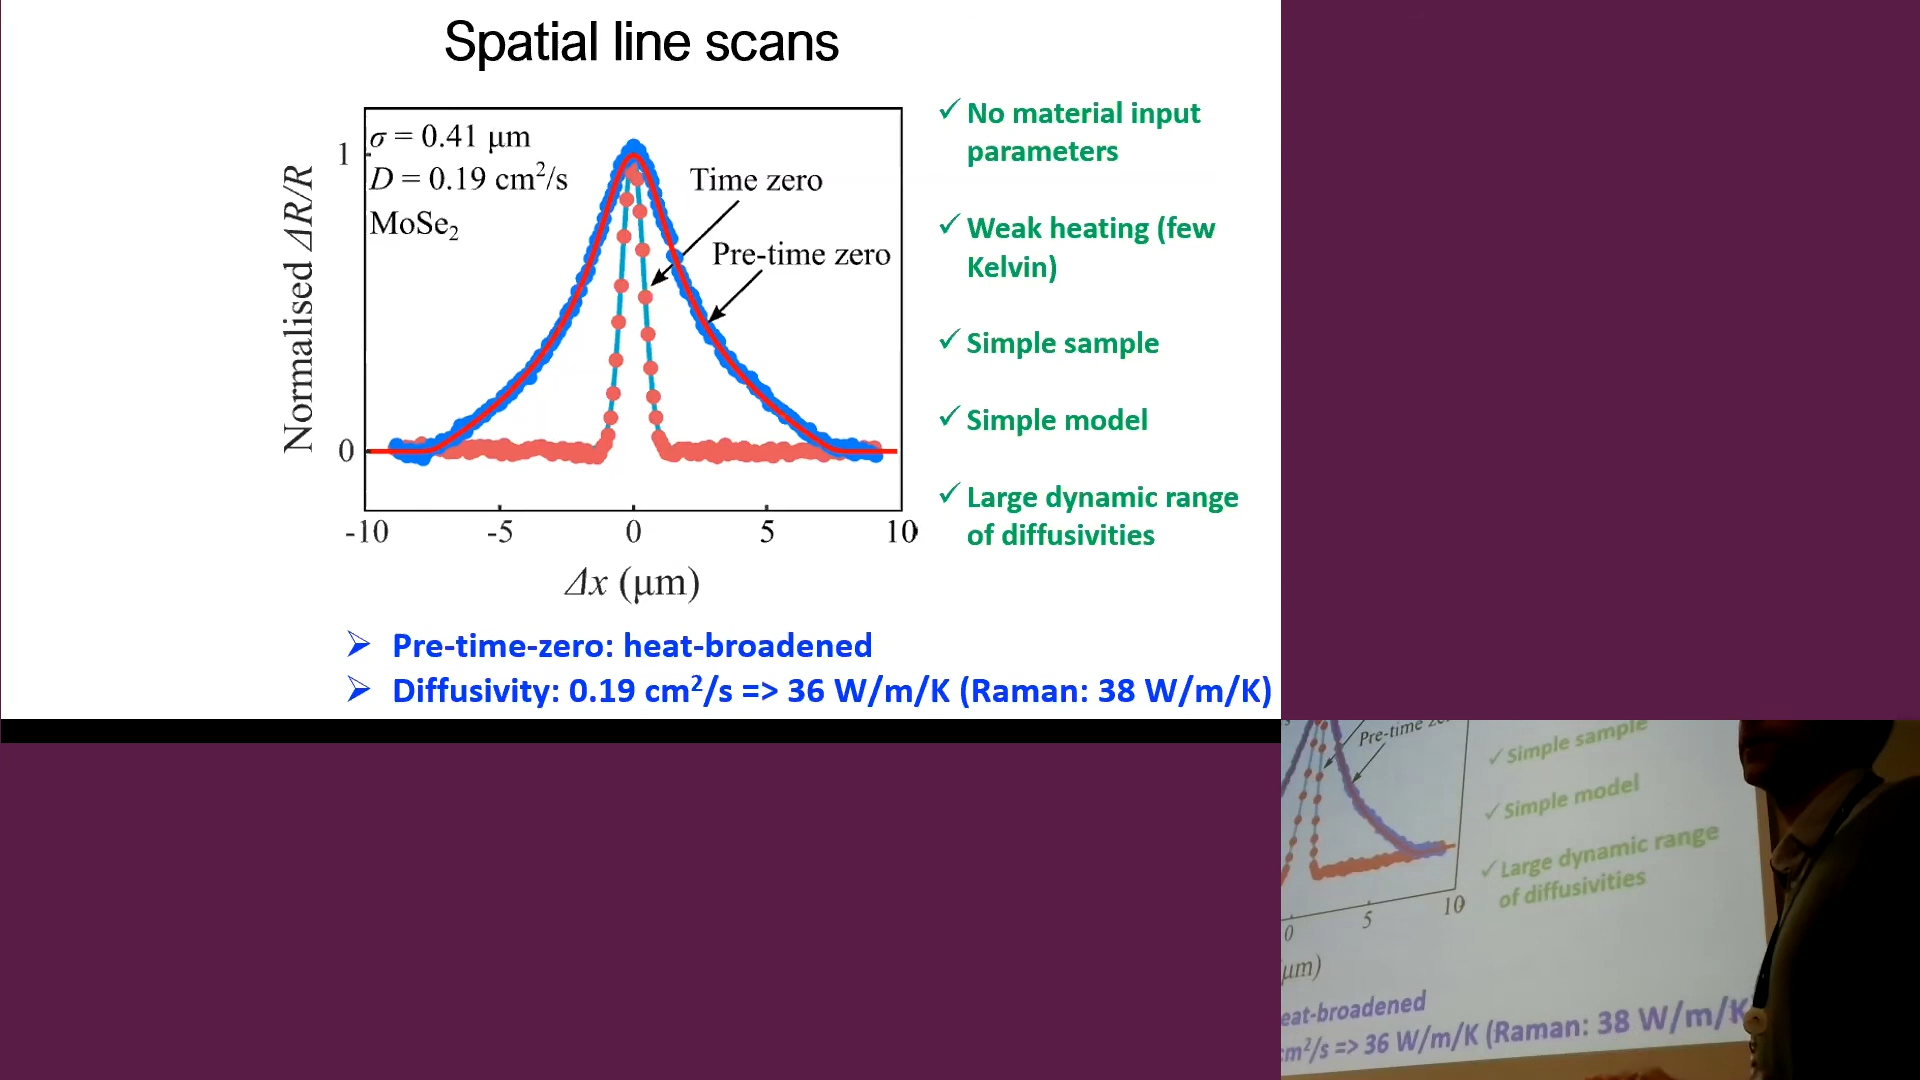 Spatial line scans
σ = 0.41 μm
D = 0.19 cm²/s
MoSe₂
Time zero
Pre-time zero
Normalised ΔR/R
1
0
-10 -5 0 5 10
Δx (μm)
✓ No material input
parameters
✓ Weak heating (few
Kelvin)
✓ Simple sample
✓ Simple model
✓ Large dynamic range
of diffusivities
➢ Pre-time-zero: heat-broadened
➢ Diffusivity: 0.19 cm²/s => 36 W/m/K (Raman: 38 W/m/K)
Pre-time
✓ Simple sample
✓ Simple model
✓ Large dynamic range
of diffusivities
0 5 10
μm)
eat-broadened
cm²/s => 36 W/m/K (Raman: 38 W/m/K